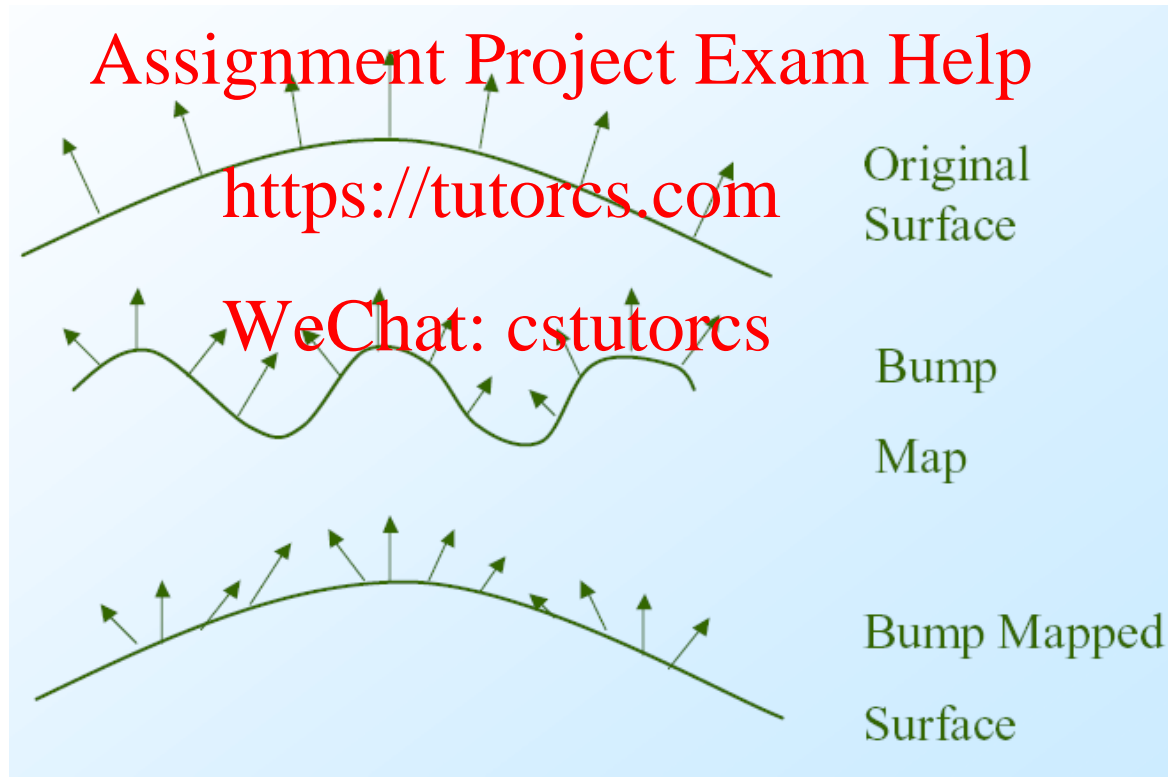 Assignment Project Exam Help
Original
Surface
https://tutorcs.com
WeChat: cstutorcs
Bump
Map
Bump Mapped
Surface